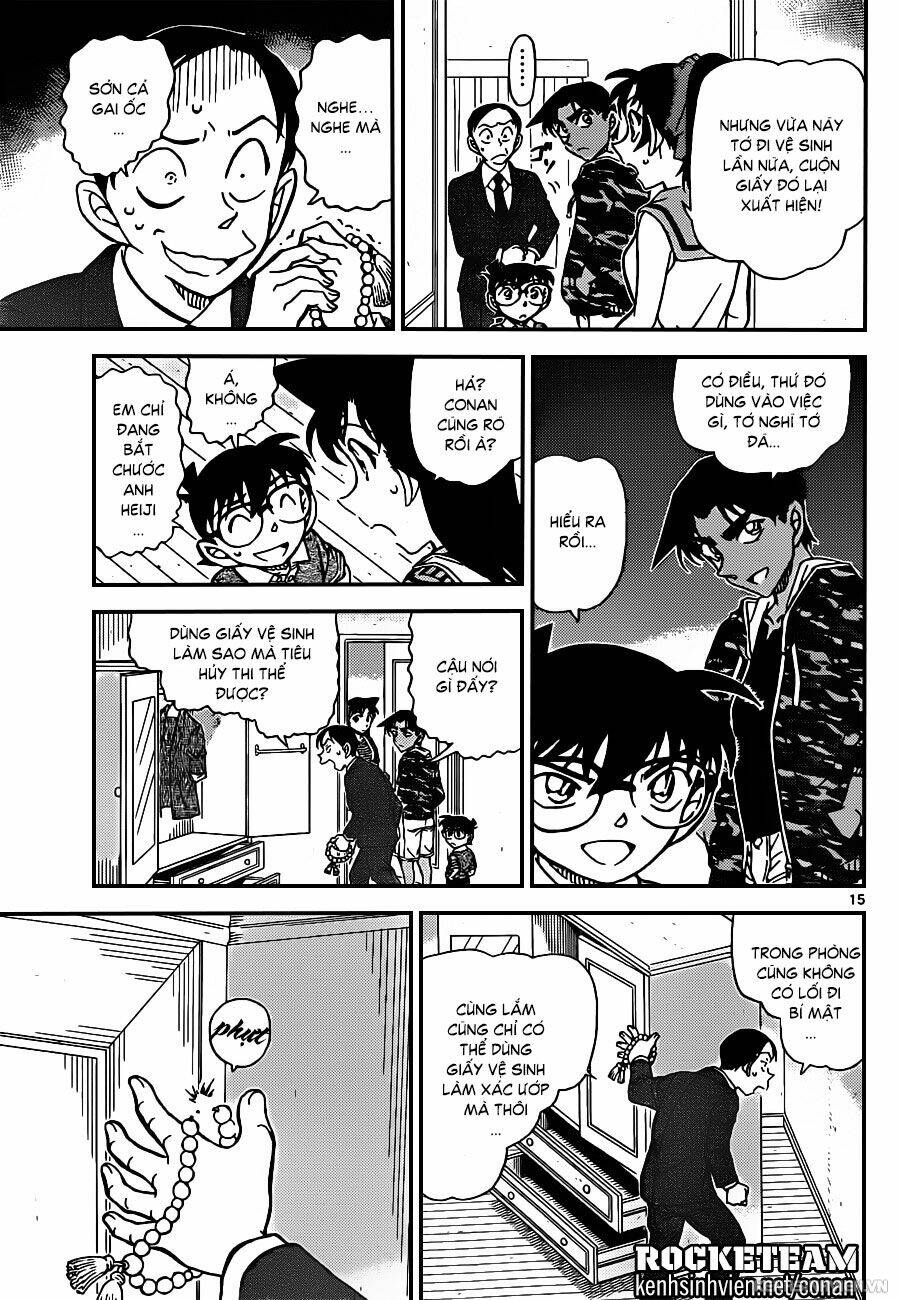 NHƯNG VỪA NÃY
TỚ ĐI VỆ SINH
LẦN NỮA, CUỘN
GIẤY ĐÓ LẠI
XUẤT HIỆN!
......
NGHE...
NGHE MÀ
SỚN CẢ
GAI ỐC
...
CÓ ĐIỀU, THỨ ĐÓ
DÙNG VÀO VIỆC
GÌ, TỚ NGHĨ TỚ
ĐÃ...
HIỂU RA
RỒI...
HẢ?
CONAN
CŨNG RÕ
RỒI À?
Á,
KHÔNG
...
EM CHỈ
ĐANG
BẮT
CHƯỚC
ANH
HEIJI
...
CẬU NÓI
GÌ ĐẤY?
DÙNG GIẤY VỆ SINH
LÀM SAO MÀ TIÊU
HỦY THI THỂ
ĐƯỢC?
15
TRONG PHÒNG
CŨNG KHÔNG
CÓ LỐI ĐI
BÍ MẬT
...
CÙNG LẮM
CŨNG CHỈ CÓ
THỂ DÙNG
GIẤY VỆ SINH
LÀM XÁC ƯỚP
MÀ THÔI
...
phựt
ROCKETEAM
kenhsinhvien.net/conan